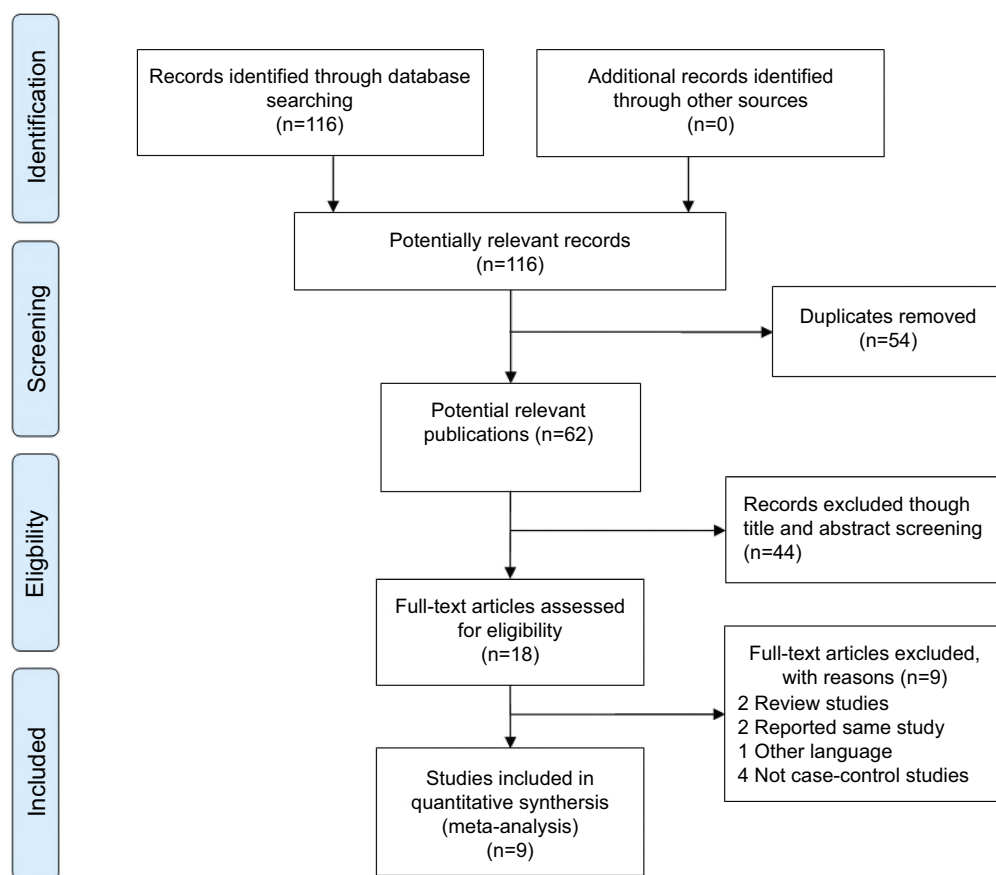 Identification
Records identified through database
searching
(n=116)
Additional records identified
through other sources
(n=0)
Potentially relevant records
(n=116)
Screening
Duplicates removed
(n=54)
Potential relevant
publications (n=62)
Eligbility
Records excluded though
title and abstract screening
(n=44)
Full-text articles assessed
for eligibility
(n=18)
Full-text articles excluded,
with reasons (n=9)
2 Review studies
2 Reported same study
1 Other language
4 Not case-control studies
Included
Studies included in
quantitative synthersis
(meta-analysis)
(n=9)